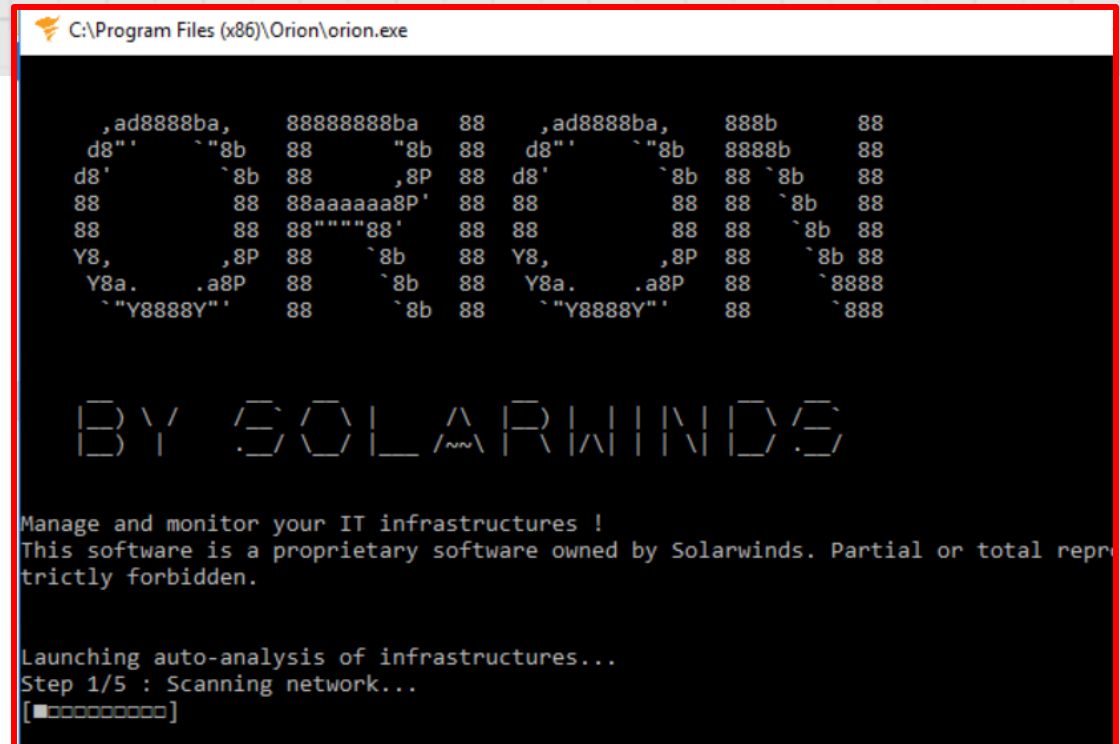 C:\Program Files (x86)\Orion\orion.exe
ORION
BY SOLARWINDS
Manage and monitor your IT infrastructures !
This software is a proprietary software owned by Solarwinds. Partial or total repr
trictly forbidden.
Launching auto-analysis of infrastructures...
Step 1/5 : Scanning network...
[■□□□□□□□□□]